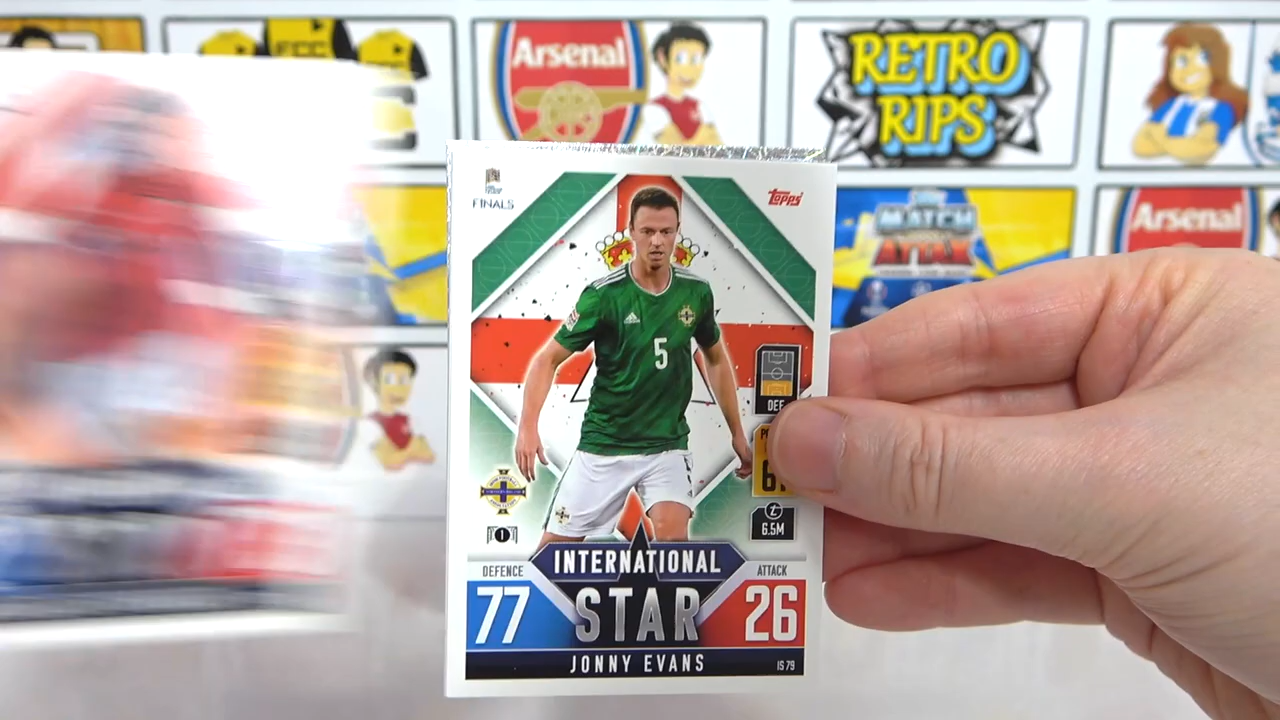 FCC
Arsenal
RETRO
RIPS
MATCH
ATTAX
Arsenal
FINALS
Topps
5
DEF
6.5M
INTERNATIONAL
STAR
DEFENCE
77
ATTACK
26
JONNY EVANS
IS 79